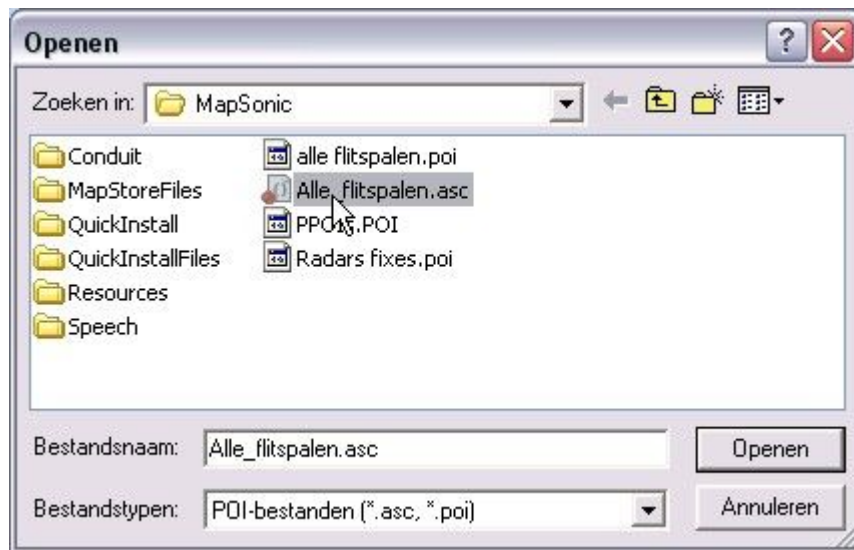 Openen
Zoeken in: MapSonic
Conduit
MapStoreFiles
QuickInstall
QuickInstallFiles
Resources
Speech
alle flitspalen.poi
Alle_flitspalen.asc
Radars fixes.poi
Bestandsnaam: Alle_flitspalen.asc
Openen
Bestandstypen: POI-bestanden (*.asc, *.poi)
Annuleren